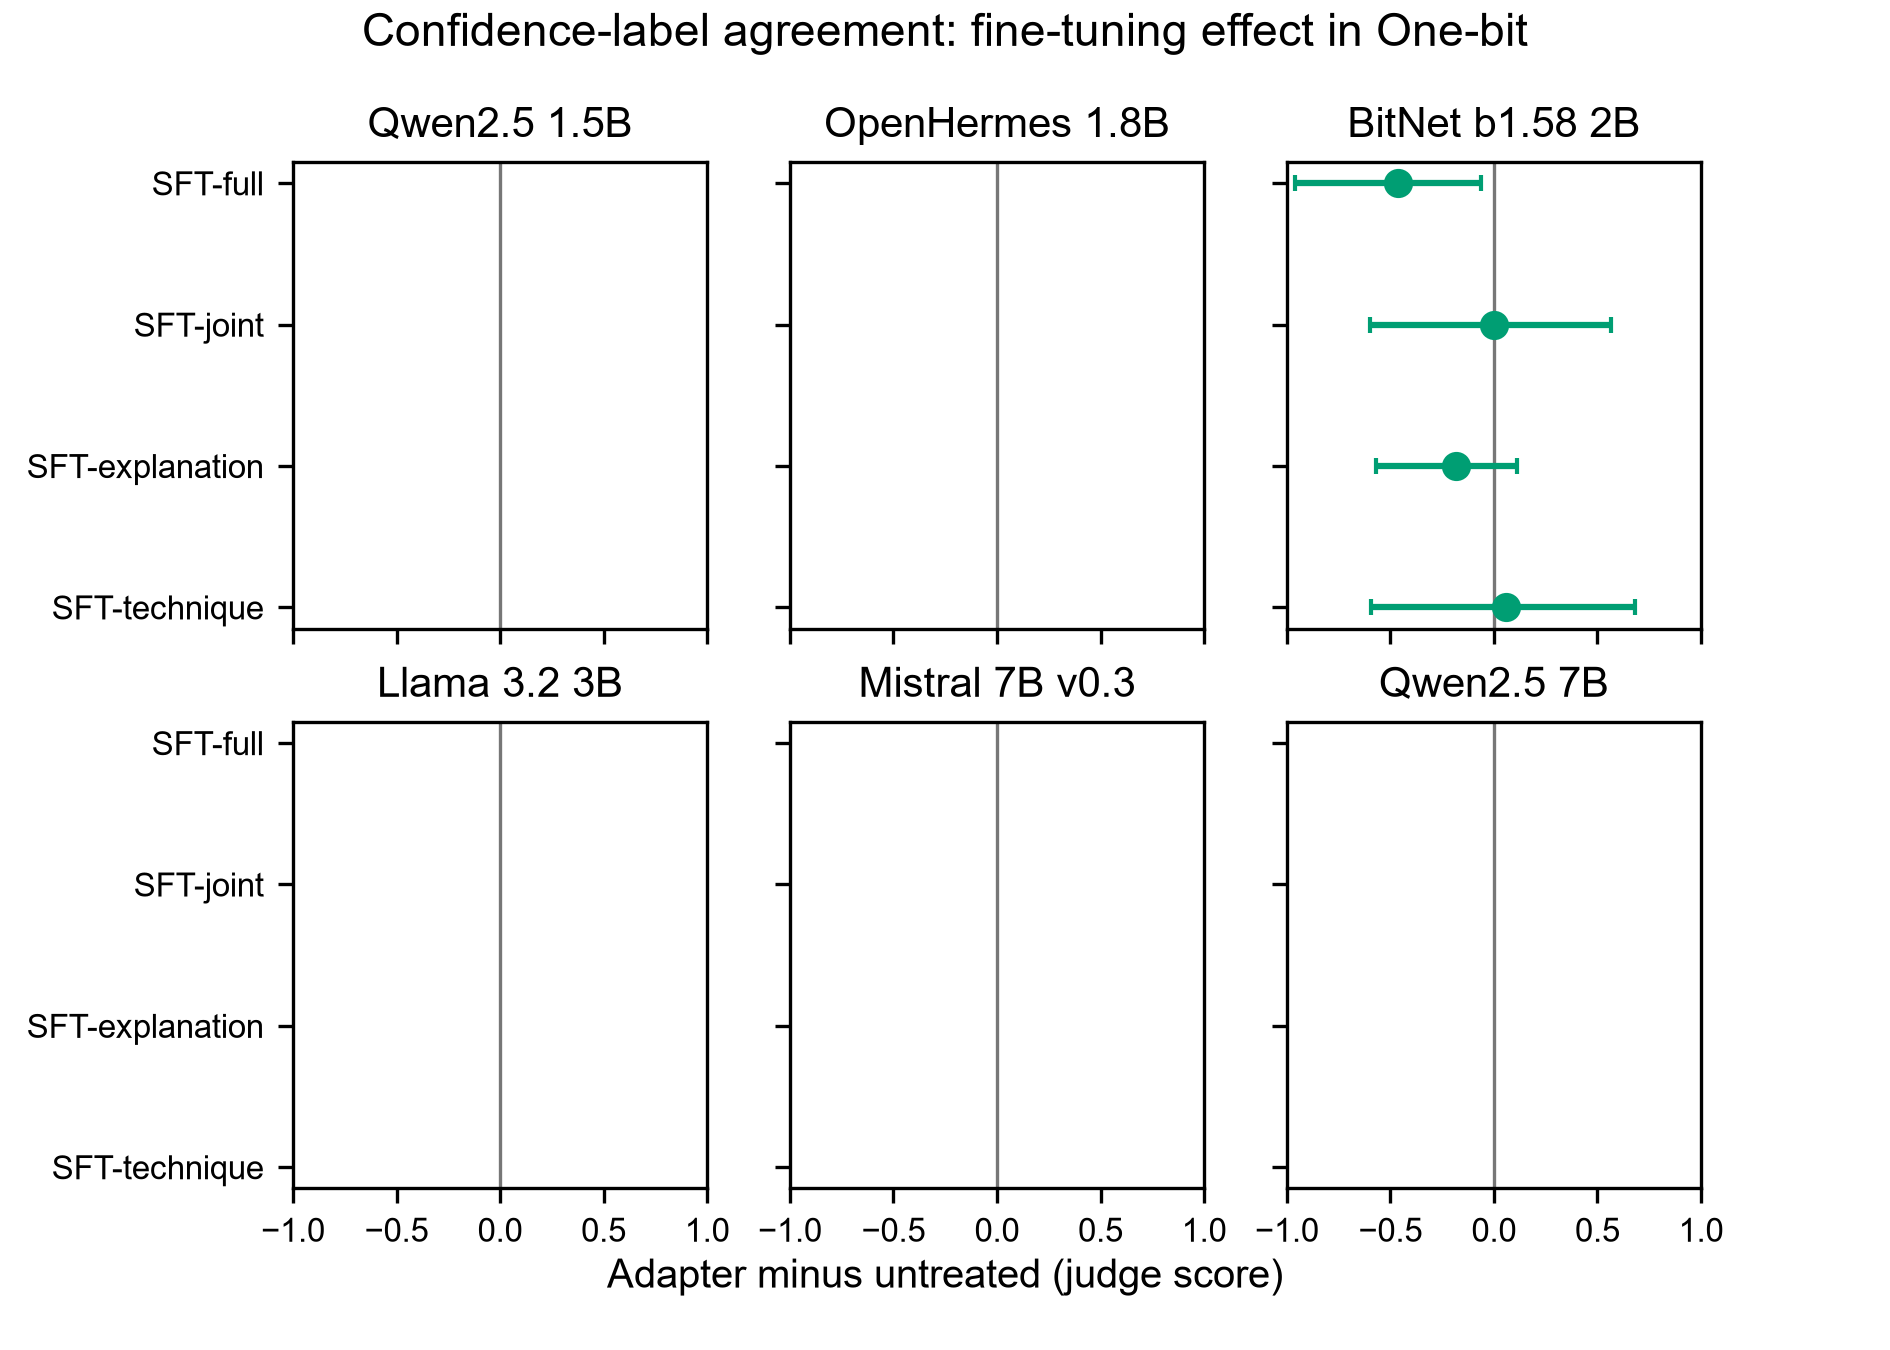 Confidence-label agreement: fine-tuning effect in One-bit
Qwen2.5 1.5B
OpenHermes 1.8B
BitNet b1.58 2B
SFT-full
SFT-joint
SFT-explanation
SFT-technique
Llama 3.2 3B
Mistral 7B v0.3
Qwen2.5 7B
SFT-full
SFT-joint
SFT-explanation
SFT-technique
−1.0 −0.5 0.0 0.5 1.0 −1.0 −0.5 0.0 0.5 1.0 −1.0 −0.5 0.0 0.5 1.0
Adapter minus untreated (judge score)